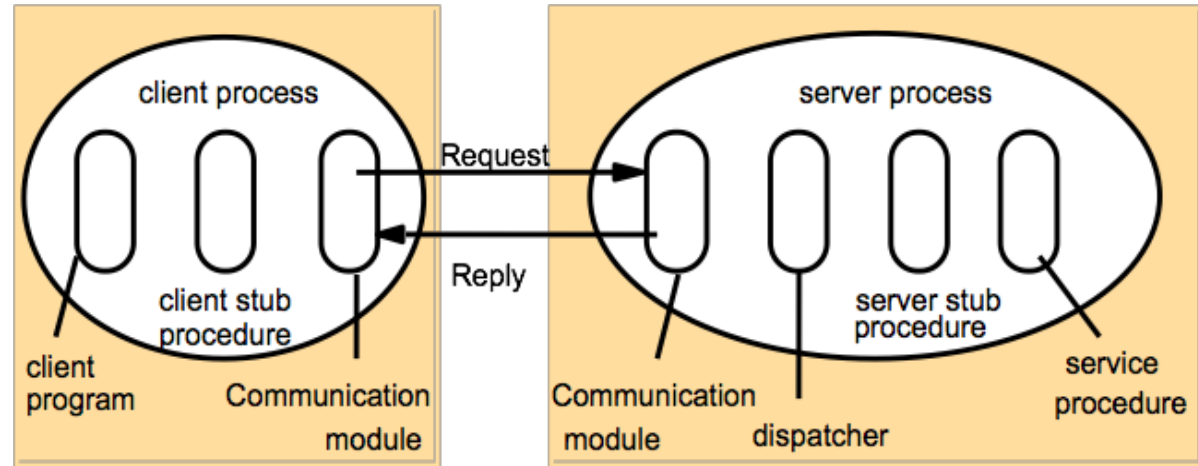 client process
client stub
procedure
client
program
Communication
module
Request
Reply
server process
server stub
procedure
Communication
module
dispatcher
service
procedure